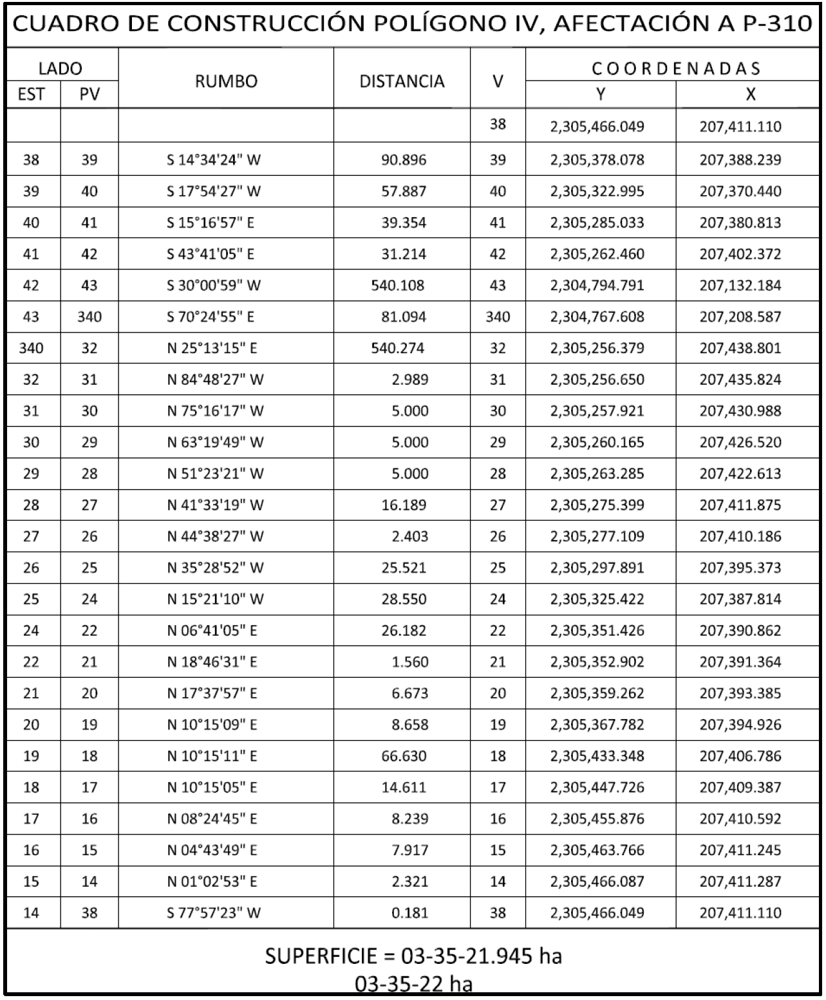 CUADRO DE CONSTRUCCIÓN POLÍGONO IV, AFECTACIÓN A P-310
LADO RUMBO DISTANCIA V COORDENADAS
EST PV Y X
38 2,305,466.049 207,411.110
38 39 S 14°34'24" W 90.896 39 2,305,378.078 207,388.239
39 40 S 17°54'27" W 57.887 40 2,305,322.995 207,370.440
40 41 S 15°16'57" E 39.354 41 2,305,285.033 207,380.813
41 42 S 43°41'05" E 31.214 42 2,305,262.460 207,402.372
42 43 S 30°00'59" W 540.108 43 2,304,794.791 207,132.184
43 340 S 70°24'55" E 81.094 340 2,304,767.608 207,208.587
340 32 N 25°13'15" E 540.274 32 2,305,256.379 207,438.801
32 31 N 84°48'27" W 2.989 31 2,305,256.650 207,435.824
31 30 N 75°16'17" W 5.000 30 2,305,257.921 207,430.988
30 29 N 63°19'49" W 5.000 29 2,305,260.165 207,426.520
29 28 N 51°23'21" W 5.000 28 2,305,263.285 207,422.613
28 27 N 41°33'19" W 16.189 27 2,305,275.399 207,411.875
27 26 N 44°38'27" W 2.403 26 2,305,277.109 207,410.186
26 25 N 35°28'52" W 25.521 25 2,305,297.891 207,395.373
25 24 N 15°21'10" W 28.550 24 2,305,325.422 207,387.814
24 22 N 06°41'05" E 26.182 22 2,305,351.426 207,390.862
22 21 N 18°46'31" E 1.560 21 2,305,352.902 207,391.364
21 20 N 17°37'57" E 6.673 20 2,305,359.262 207,393.385
20 19 N 10°15'09" E 8.658 19 2,305,367.782 207,394.926
19 18 N 10°15'11" E 66.630 18 2,305,433.348 207,406.786
18 17 N 10°15'05" E 14.611 17 2,305,447.726 207,409.387
17 16 N 08°24'45" E 8.239 16 2,305,455.876 207,410.592
16 15 N 04°43'49" E 7.917 15 2,305,463.766 207,411.245
15 14 N 01°02'53" E 2.321 14 2,305,466.087 207,411.287
14 38 S 77°57'23" W 0.181 38 2,305,466.049 207,411.110
SUPERFICIE = 03-35-21.945 ha
03-35-22 ha